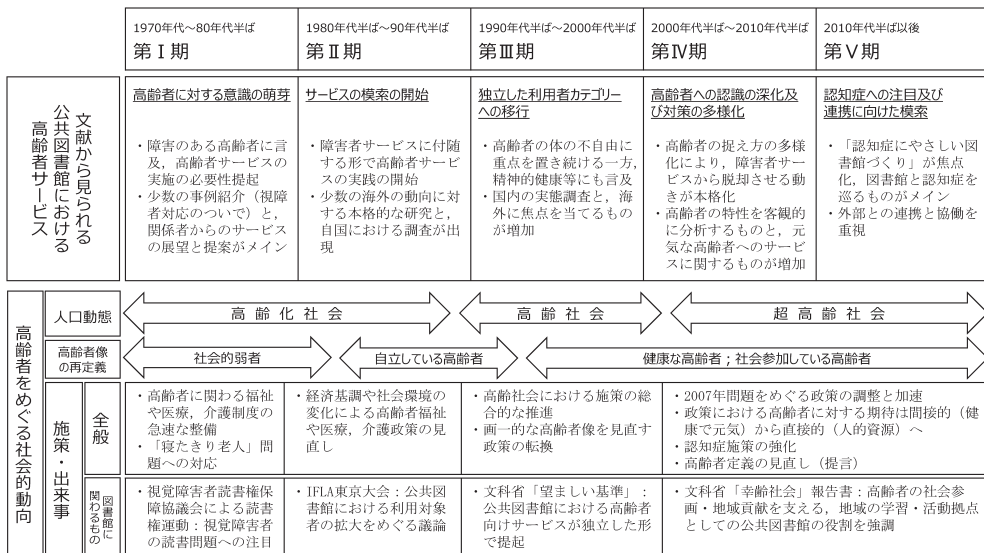 1970年代～80年代半ば
第Ⅰ期
1980年代半ば～90年代半ば
第Ⅱ期
1990年代半ば～2000年代半ば
第Ⅲ期
2000年代半ば～2010年代半ば
第Ⅳ期
2010年代半ば以後
第Ⅴ期
文献から見られる
公共図書館における
高齢者サービス
高齢者に対する意識の萌芽
・障害のある高齢者に言
及，高齢者サービスの
実施の必要性提起
・少数の事例紹介（視障
者対応のついで）と，
関係者からのサービス
の展望と提案がメイン
サービスの模索の開始
・障害者サービスに付随
する形で高齢者サービ
スの実践の開始
・少数の海外の動向に対
する本格的な研究と，
自国における調査が出
現
独立した利用者カテゴリー
への移行
・高齢者の体の不自由に
重点を置き続ける一方，
精神的健康等にも言及
・国内の実態調査と，海
外に焦点を当てるもの
が増加
高齢者への認識の深化及
び対策の多様化
・高齢者の捉え方の多様
化により，障害者サービ
スから脱却させる動
きが本格化
・高齢者の特性を客観的
に分析するものと，元
気な高齢者へのサービ
スに関するものが増加
認知症への注目及び
連携に向けた模索
・「認知症にやさしい図
書館づくり」が焦点
化，図書館と認知症を
巡るものがメイン
・外部との連携と協働を
重視
高齢者をめぐる社会的動向
人口動態
高齢化社会
高齢社会
超高齢社会
高齢者像
の再定義
社会的弱者
自立している高齢者
健康な高齢者；社会参加している高齢者
施策・出来事
全般
・高齢者に関わる福祉
や医療，介護制度の
急速な整備
・「寝たきり老人」問
題への対応
・経済基調や社会環境の
変化による高齢者福祉
や医療，介護政策の見
直し
・高齢社会における施策の総
合的な推進
・画一的な高齢者像を見直す
政策の転換
・2007年問題をめぐる政策の調整と加速
・政策における高齢者に対する期待は間接的（健
康で元気）から直接的（人的資源）へ
・認知症施策の強化
・高齢者定義の見直し（提言）
図書館に
関わるもの
・視覚障害者読書権保
障協議会による読書
権運動：視覚障害者
の読書問題への注目
・IFLA東京大会：公共図
書館における利用対象
者の拡大をめぐる議論
・文科省「望ましい基準」：
公共図書館における高齢者
向けサービスが独立した形
で提起
・文科省「幸齢社会」報告書：高齢者の社会参
画・地域貢献を支える，地域の学習・活動拠点
としての公共図書館の役割を強調